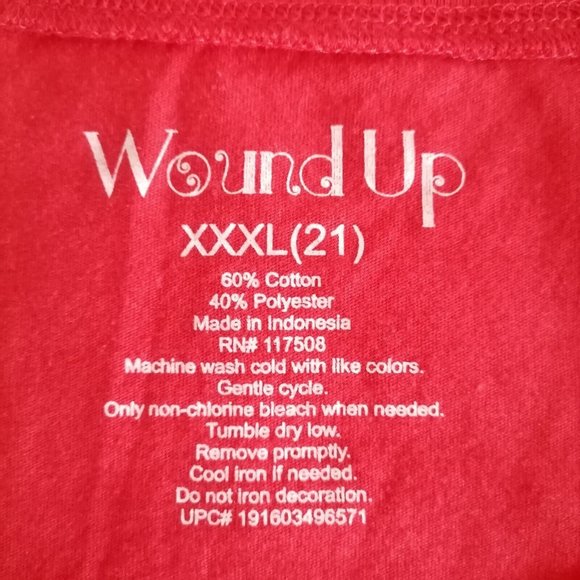 Wound Up
XXXL(21)
60% Cotton
40% Polyester
Made in Indonesia
RN# 117508
Machine wash cold with like colors.
Gentle cycle.
Only non-chlorine bleach when needed.
Tumble dry low.
Remove promptly.
Cool iron if needed.
Do not iron decoration.
UPC# 191603496571